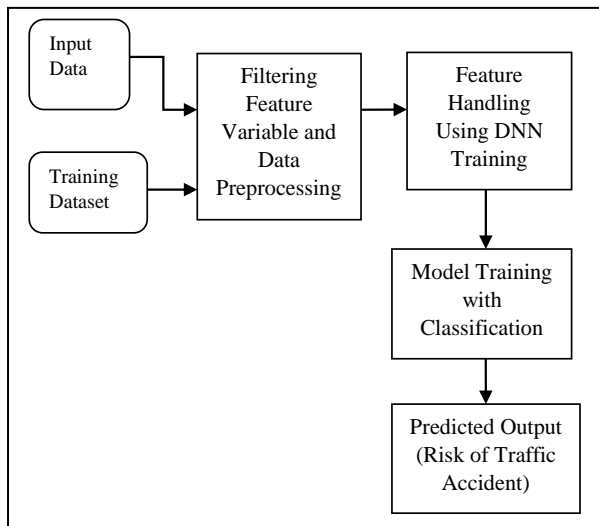 Input
Data
Filtering
Feature
Variable and
Data
Preprocessing
Feature
Handling
Using DNN
Training
Training
Dataset
Model Training
with
Classification
Predicted Output
(Risk of Traffic
Accident)